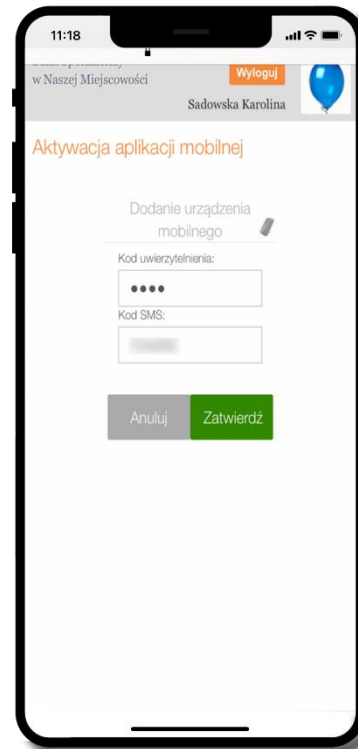 11:18
w Naszej Miejscowości
Wyloguj
Sadowska Karolina
Aktywacja aplikacji mobilnej
Dodanie urządzenia
mobilnego
Kod uwierzytelnienia:
Kod SMS:
Anuluj
Zatwierdź